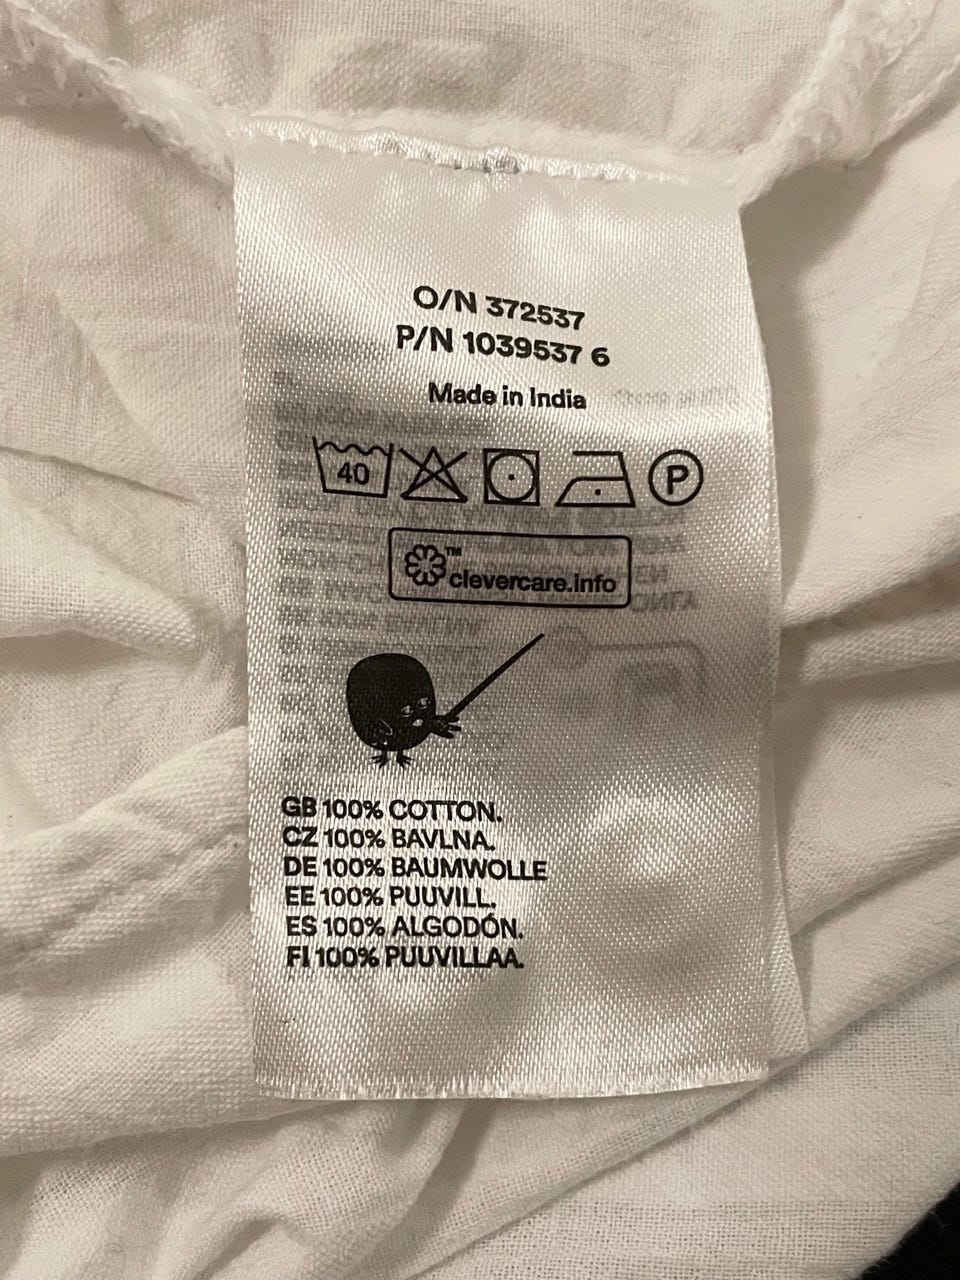 O/N 372537
P/N 1039537 6
Made in India
40
P
™
clevercare.info
GB 100% COTTON.
CZ 100% BAVLNA.
DE 100% BAUMWOLLE
EE 100% PUUVILL.
ES 100% ALGODÓN.
FI 100% PUUVILLAA.